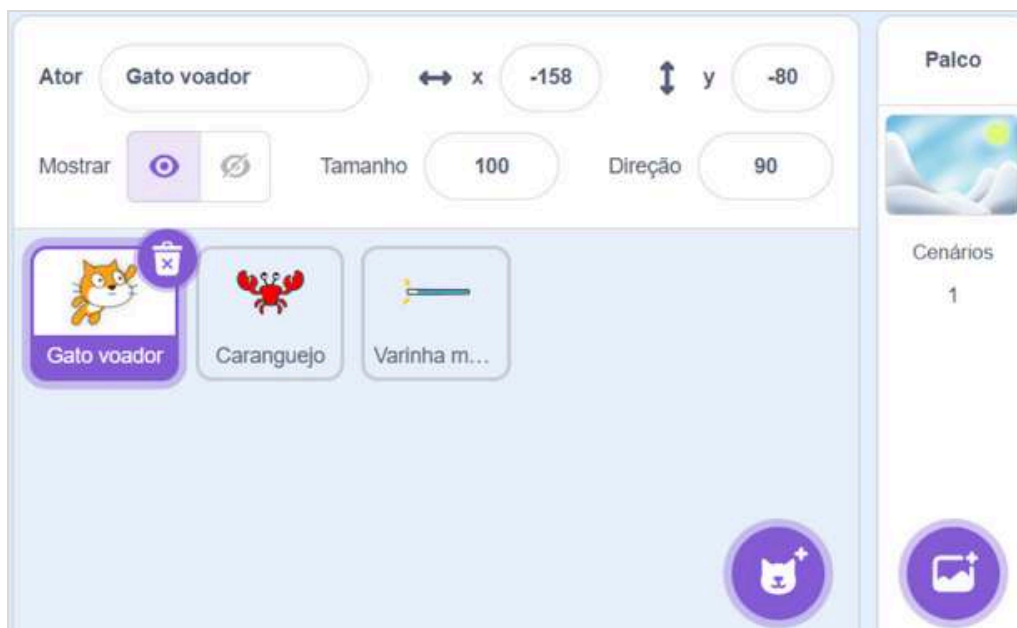 Ator Gato voador x -158 y -80
Mostrar Tamanho 100 Direção 90
Gato voador Caranguejo Varinha m...
Palco
Cenários
1